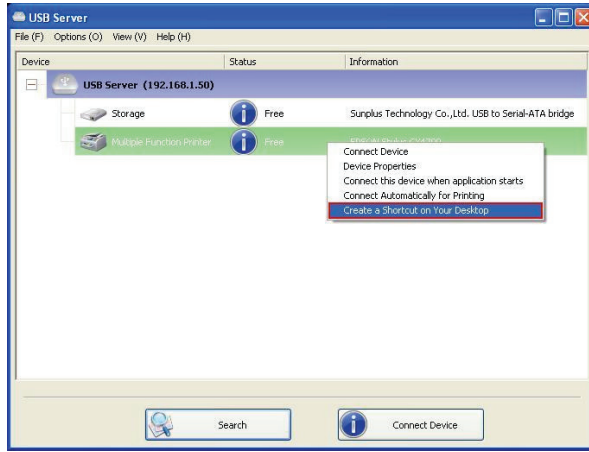 USB Server
File (F) Options (O) View (V) Help (H)
Device Status Information
USB Server (192.168.1.50)
Storage Free Sunplus Technology Co.,Ltd. USB to Serial-ATA bridge
Multiple Function Printer Free
Connect Device
Device Properties
Connect this device when application starts
Connect Automatically for Printing
Create a Shortcut on Your Desktop
Search Connect Device